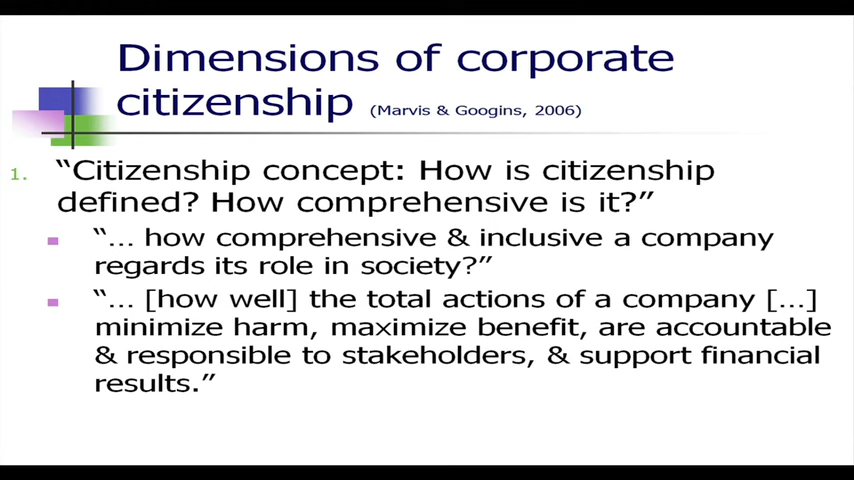 Dimensions of corporate
citizenship (Marvis & Googins, 2006)
1. “Citizenship concept: How is citizenship
defined? How comprehensive is it?”
“… how comprehensive & inclusive a company
regards its role in society?”
“… [how well] the total actions of a company […]
minimize harm, maximize benefit, are accountable
& responsible to stakeholders, & support financial
results.”